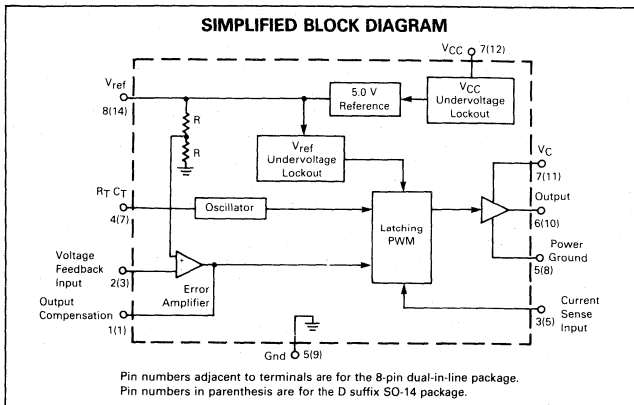 SIMPLIFIED BLOCK DIAGRAM
VCC 7(12)
Vref
8(14)
5.0 V
Reference
VCC
Undervoltage
Lockout
R
R
Vref
Undervoltage
Lockout
VC
7(11)
RT CT
4(7)
Oscillator
Latching
PWM
Output
6(10)
Voltage
Feedback
Input
2(3)
+
Error
Amplifier
Power
Ground
5(8)
Output
Compensation
1(1)
Current
Sense
Input
3(5)
Gnd
5(9)
Pin numbers adjacent to terminals are for the 8-pin dual-in-line package.
Pin numbers in parenthesis are for the D suffix SO-14 package.